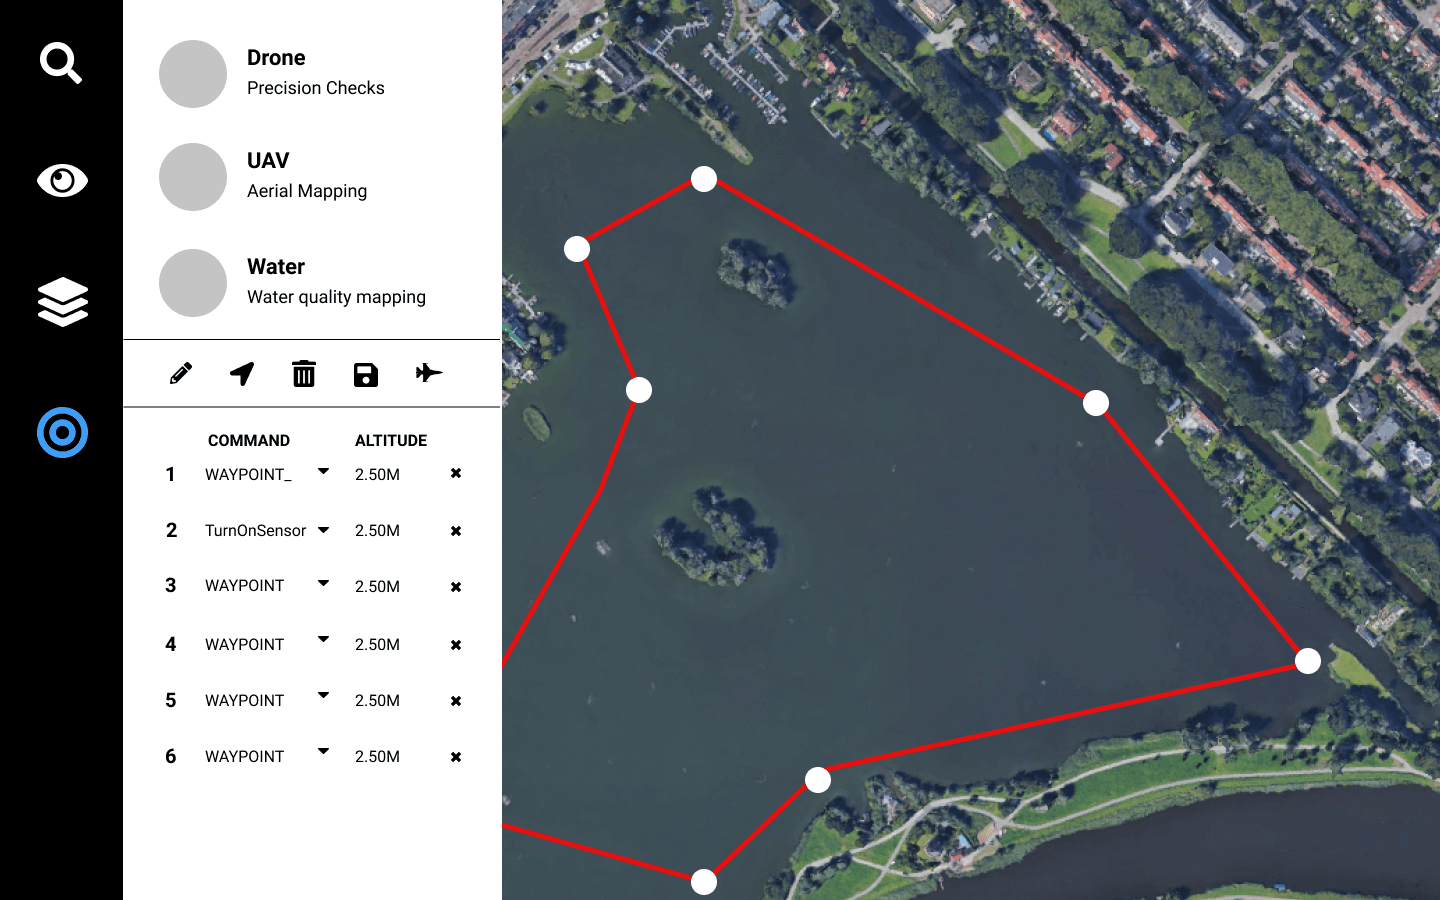 Drone
Precision Checks
UAV
Aerial Mapping
Water
Water quality mapping
COMMAND ALTITUDE
1 WAYPOINT_ 2.50M
2 TurnOnSensor 2.50M
3 WAYPOINT 2.50M
4 WAYPOINT 2.50M
5 WAYPOINT 2.50M
6 WAYPOINT 2.50M